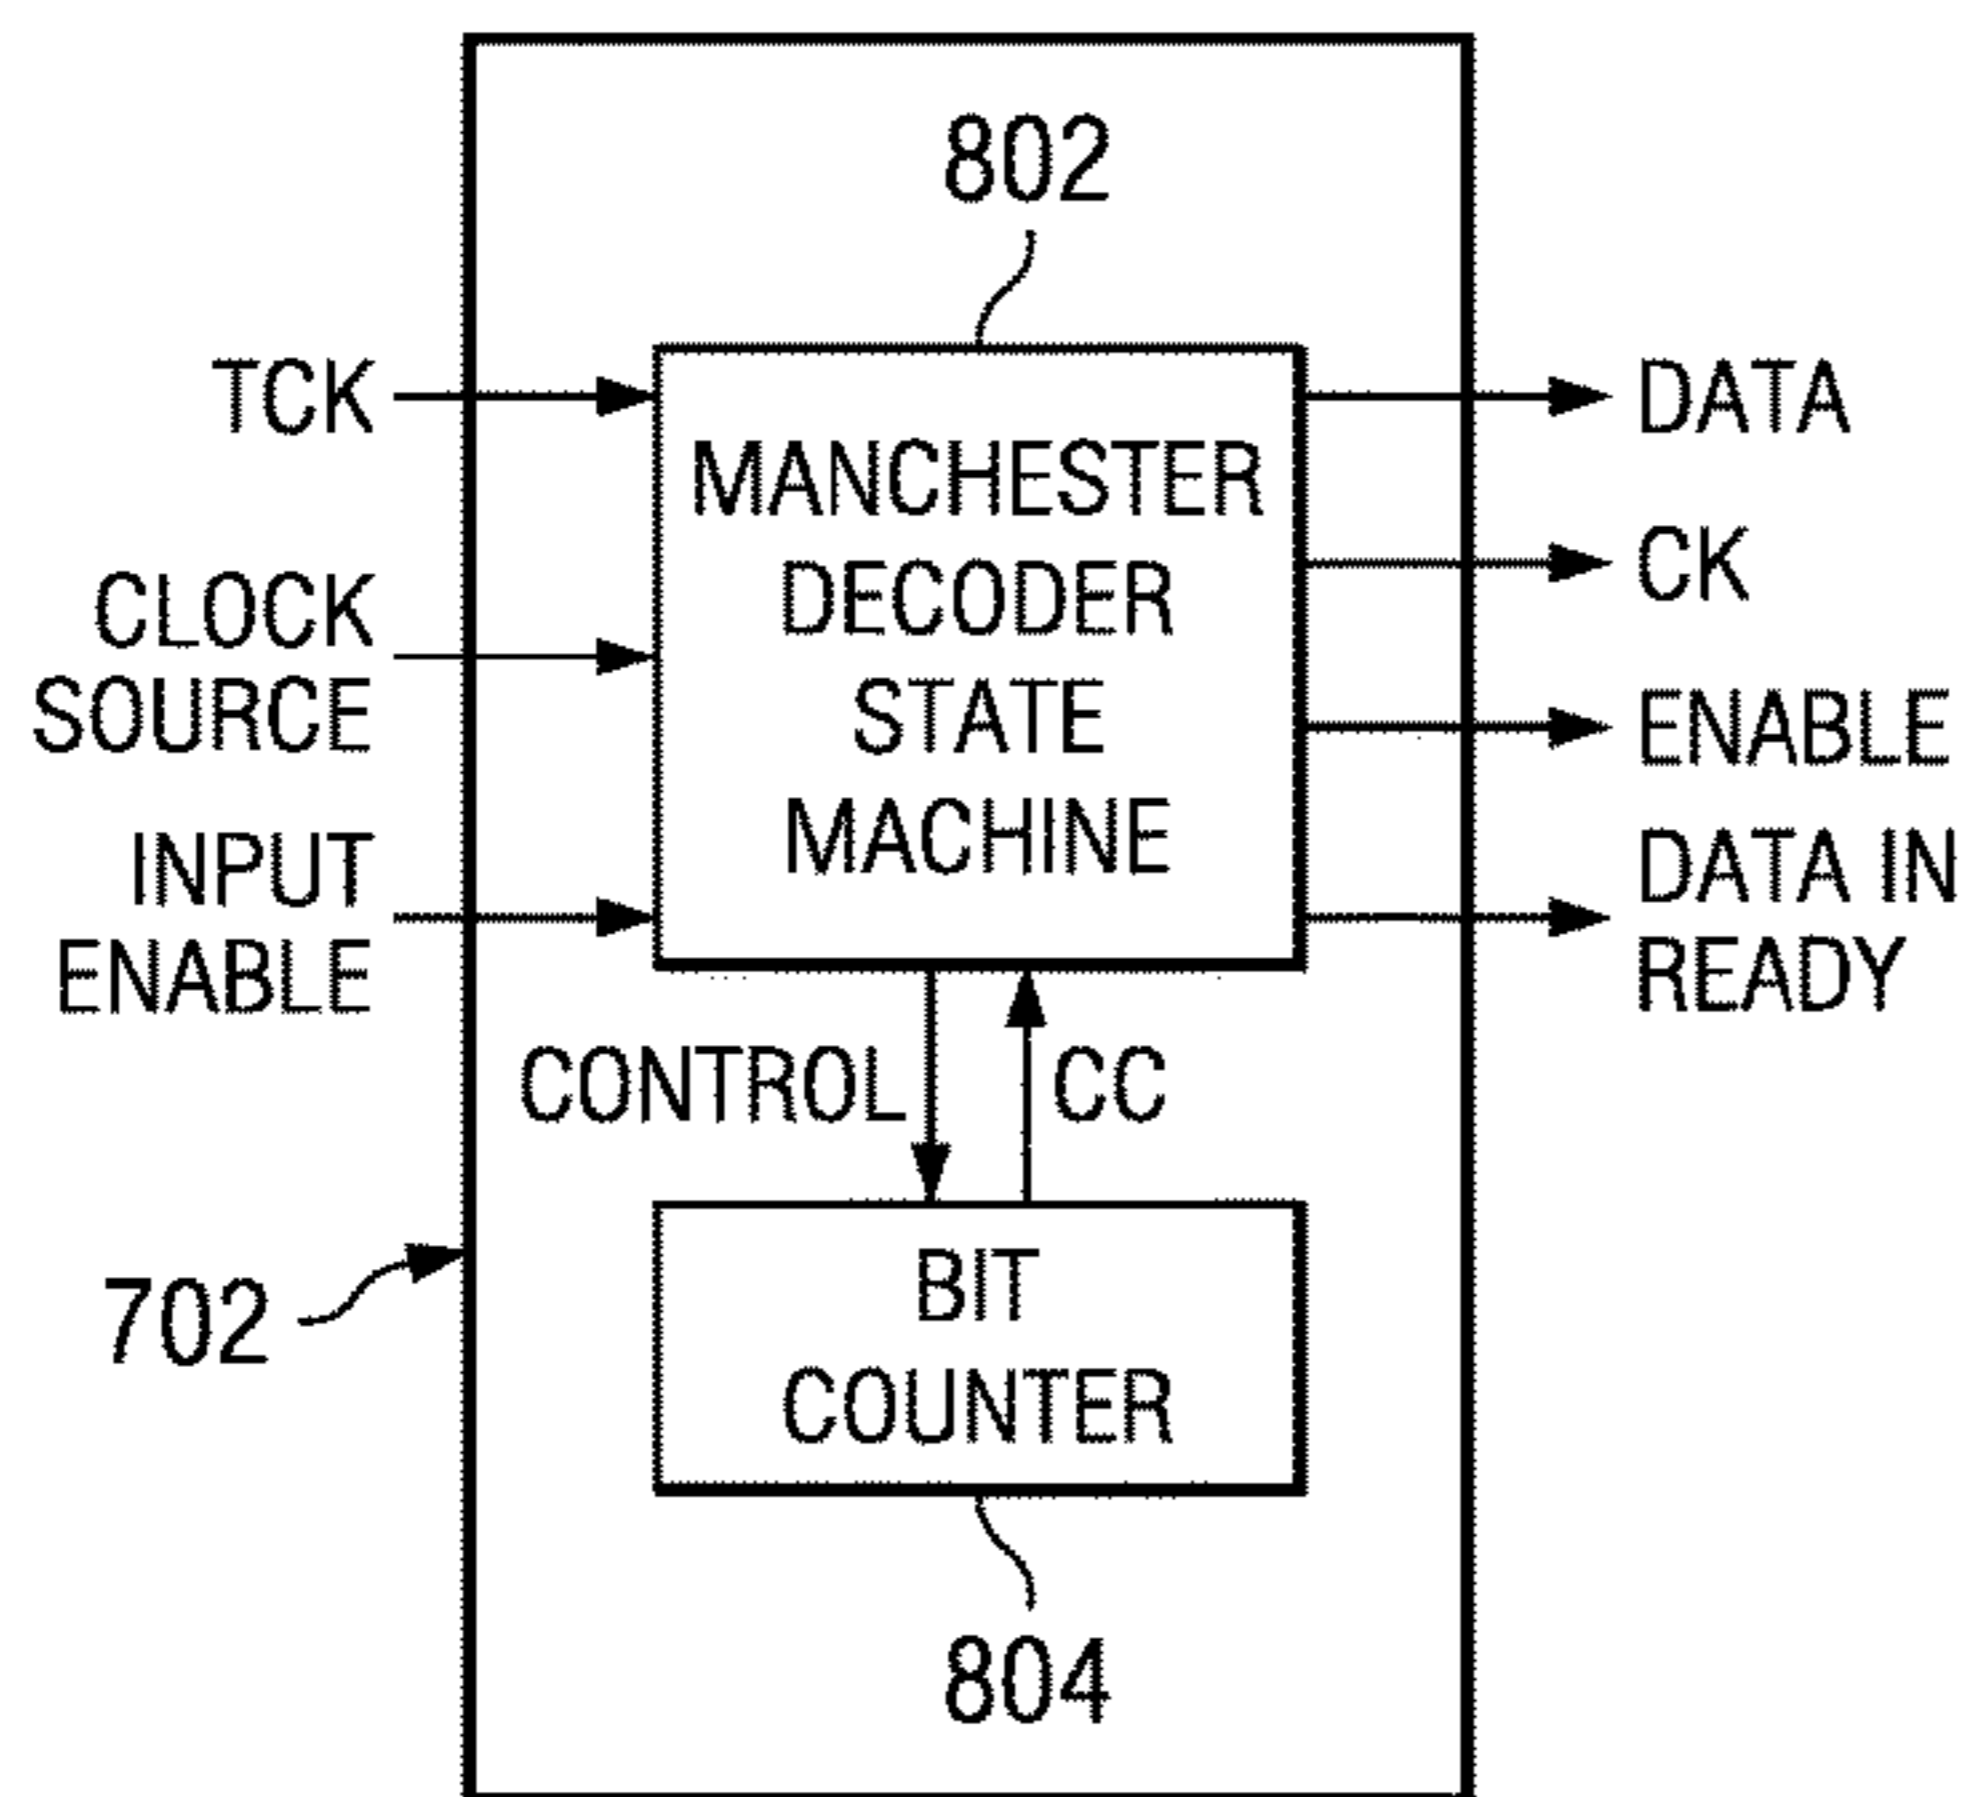 802
TCK
CLOCK
SOURCE
INPUT
ENABLE
MANCHESTER
DECODER
STATE
MACHINE
DATA
CK
ENABLE
DATA IN
READY
CONTROL
CC
BIT
COUNTER
702
804